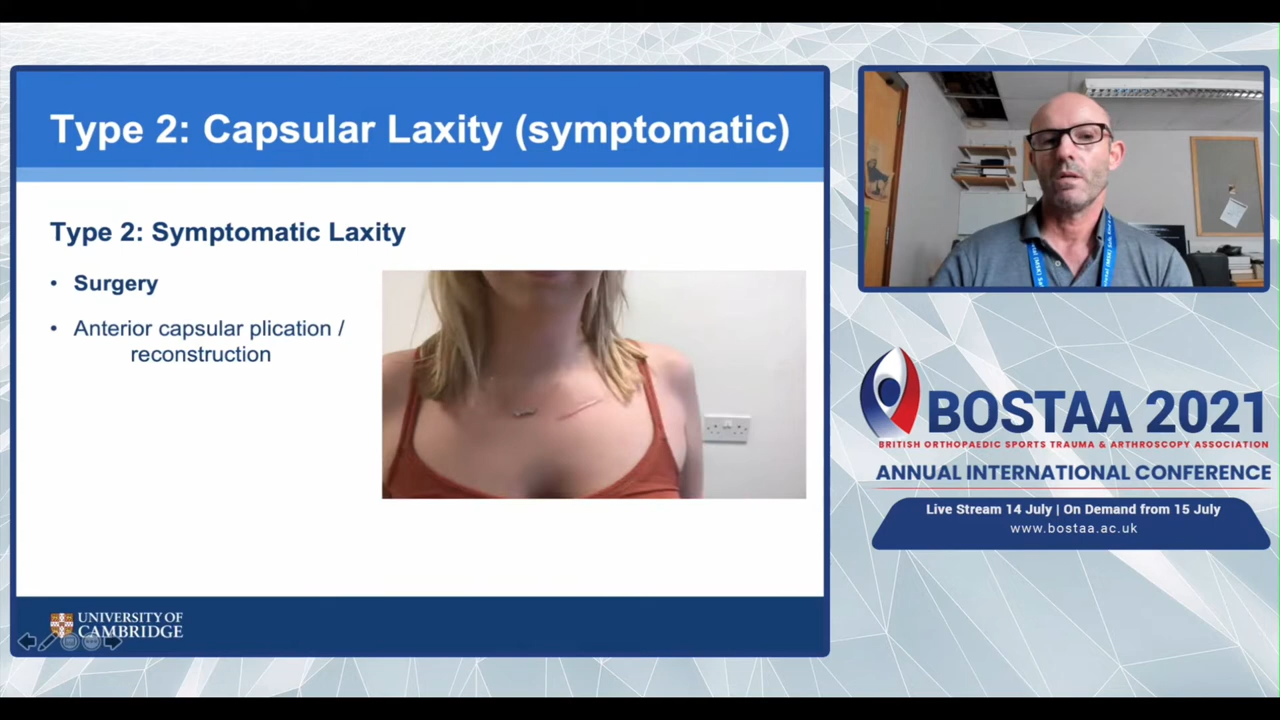 Type 2: Capsular Laxity (symptomatic)
Type 2: Symptomatic Laxity
• Surgery
• Anterior capsular plication /
reconstruction
UNIVERSITY OF
CAMBRIDGE
BOSTAA 2021
BRITISH ORTHOPAEDIC SPORTS TRAUMA & ARTHROSCOPY ASSOCIATION
ANNUAL INTERNATIONAL CONFERENCE
Live Stream 14 July | On Demand from 15 July
www.bostaa.ac.uk